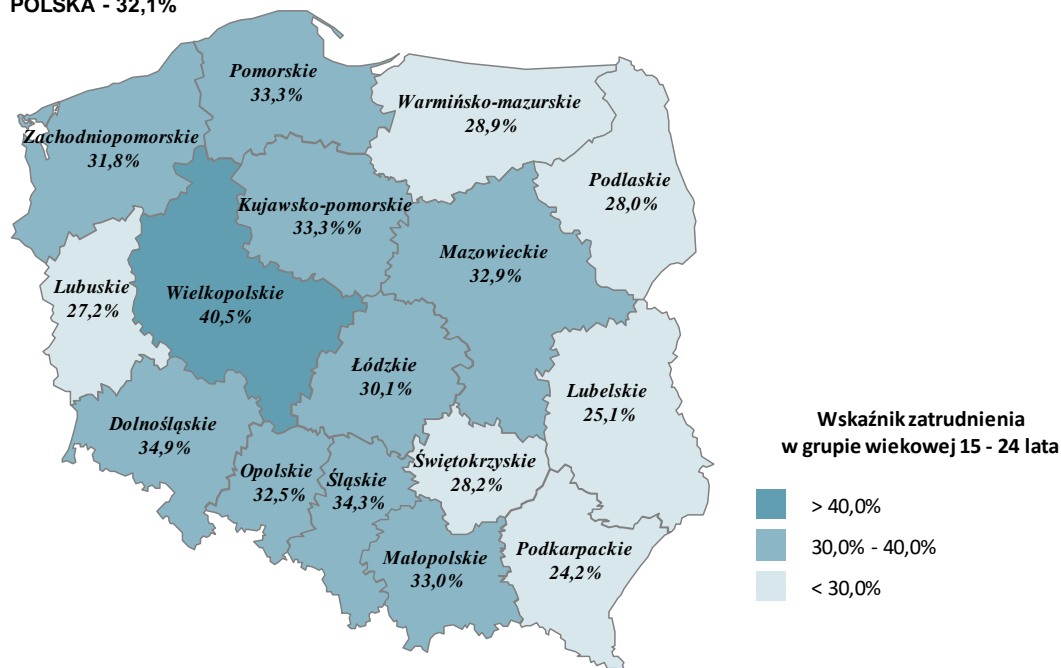 POLSKA - 32,1%
Pomorskie
33,3%
Warmińsko-mazurskie
28,9%
Zachodniopomorskie
31,8%
Podlaskie
28,0%
Kujawsko-pomorskie
33,3%%
Mazowieckie
32,9%
Lubuskie
27,2%
Wielkopolskie
40,5%
Łódzkie
30,1%
Lubelskie
25,1%
Dolnośląskie
34,9%
Opolskie
32,5%
Śląskie
34,3%
Świętokrzyskie
28,2%
Małopolskie
33,0%
Podkarpackie
24,2%
Wskaźnik zatrudnienia
w grupie wiekowej 15 - 24 lata
> 40,0%
30,0% - 40,0%
< 30,0%